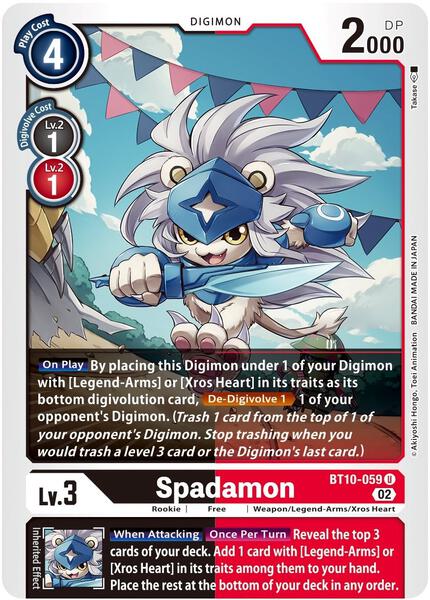 Play Cost
4
DIGIMON
DP
2000
Digivolve Cost
Lv.2
1
Lv.2
1
Takase
On Play By placing this Digimon under 1 of your Digimon
with [Legend-Arms] or [Xros Heart] in its traits as its
bottom digivolution card, De-Digivolve 1 1 of your
opponent's Digimon. (Trash 1 card from the top of 1 of
your opponent's Digimon. Stop trashing when you
would trash a level 3 card or the Digimon's last card.)
© Akiyoshi Hongo, Toei Animation BANDAI MADE IN JAPAN
Lv.3
Spadamon
BT10-059 U
02
Rookie | Free | Weapon/Legend-Arms/Xros Heart
Inherited Effect
When Attacking Once Per Turn Reveal the top 3
cards of your deck. Add 1 card with [Legend-Arms] or
[Xros Heart] in its traits among them to your hand.
Place the rest at the bottom of your deck in any order.